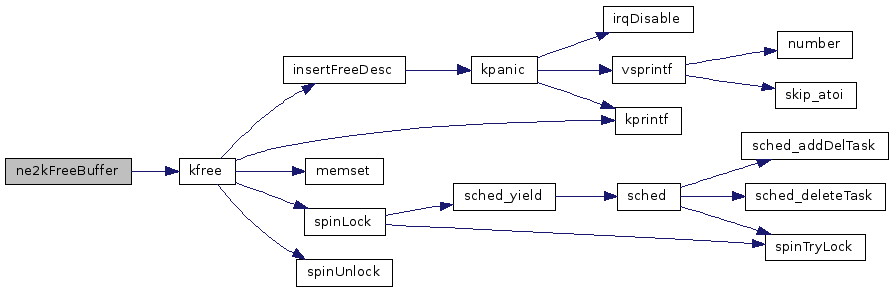 ne2kFreeBuffer
kfree
insertFreeDesc
kpanic
irqDisable
vsprintf
number
skip_atoi
kprintf
memset
spinLock
sched_yield
sched
sched_addDelTask
sched_deleteTask
spinTryLock
spinUnlock